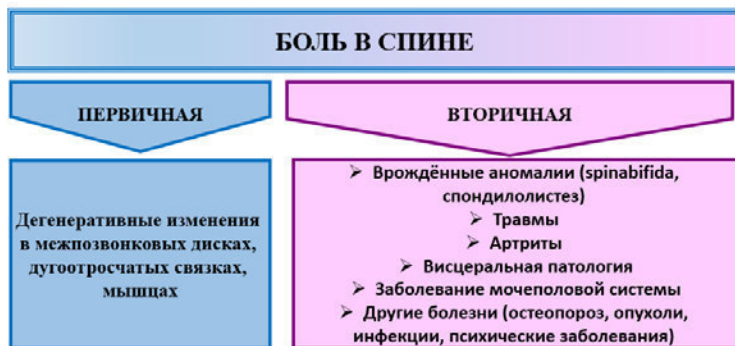 БОЛЬ В СПИНЕ
ПЕРВИЧНАЯ
ВТОРИЧНАЯ
Дегенеративные изменения
в межпозвонковых дисках,
дугоотросчатых связках,
мышцах
➢ Врождённые аномалии (spinabifida,
спондилолистез)
➢ Травмы
➢ Артриты
➢ Висцеральная патология
➢ Заболевание мочеполовой системы
➢ Другие болезни (остеопороз, опухоли,
инфекции, психические заболевания)